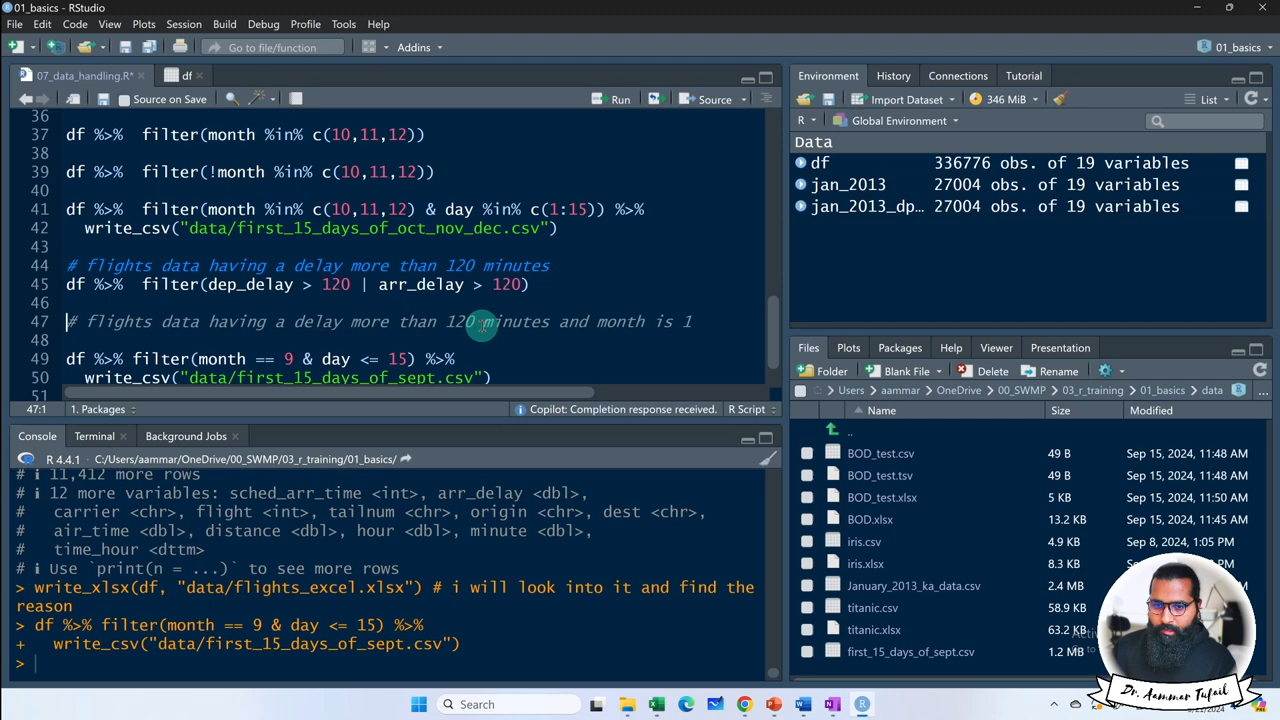 01_basics - RStudio
File Edit Code View Plots Session Build Debug Profile Tools Help
Go to file/function Addins 01_basics
07_data_handling.R* df
Source on Save Run Source
36
37 df %>%  filter(month %in% c(10,11,12))
38
39 df %>%  filter(!month %in% c(10,11,12))
40
41 df %>%  filter(month %in% c(10,11,12) & day %in% c(1:15)) %>%
42   write_csv("data/first_15_days_of_oct_nov_dec.csv")
43
44 # flights data having a delay more than 120 minutes
45 df %>%  filter(dep_delay > 120 | arr_delay > 120)
46
47 # flights data having a delay more than 120 minutes and month is 1
48
49 df %>% filter(month == 9 & day <= 15) %>%
50   write_csv("data/first_15_days_of_sept.csv")
51
47:1 1. Packages Copilot: Completion response received. R Script
Console Terminal Background Jobs
R 4.4.1 · C:/Users/aammar/OneDrive/00_SWMP/03_r_training/01_basics/
# ℹ 11,412 more rows
# ℹ 12 more variables: sched_arr_time <int>, arr_delay <dbl>,
#   carrier <chr>, flight <int>, tailnum <chr>, origin <chr>, dest <chr>,
#   air_time <dbl>, distance <dbl>, hour <dbl>, minute <dbl>,
#   time_hour <dttm>
# ℹ Use `print(n = ...)` to see more rows
> write_xlsx(df, "data/flights_excel.xlsx") # i will look into it and find the
reason
> df %>% filter(month == 9 & day <= 15) %>%
+   write_csv("data/first_15_days_of_sept.csv")
>
Environment History Connections Tutorial
Import Dataset 346 MiB List
R Global Environment
Data
df 336776 obs. of 19 variables
jan_2013 27004 obs. of 19 variables
jan_2013_dp… 27004 obs. of 19 variables
Files Plots Packages Help Viewer Presentation
Folder Blank File Delete Rename
Users aammar OneDrive 00_SWMP 03_r_training 01_basics data ...
Name Size Modified
..
BOD_test.csv 49 B Sep 15, 2024, 11:48 AM
BOD_test.tsv 49 B Sep 15, 2024, 11:48 AM
BOD_test.xlsx 5 KB Sep 15, 2024, 11:50 AM
BOD.xlsx 13.2 KB Sep 15, 2024, 11:45 AM
iris.csv 4.9 KB Sep 8, 2024, 1:05 PM
iris.xlsx 8.3 KB Sep
January_2013_ka_data.csv 2.4 MB
titanic.csv 58.9 KB
titanic.xlsx 63.2 KB
first_15_days_of_sept.csv 1.2 MB
Dr. Aammar Tufail
Search